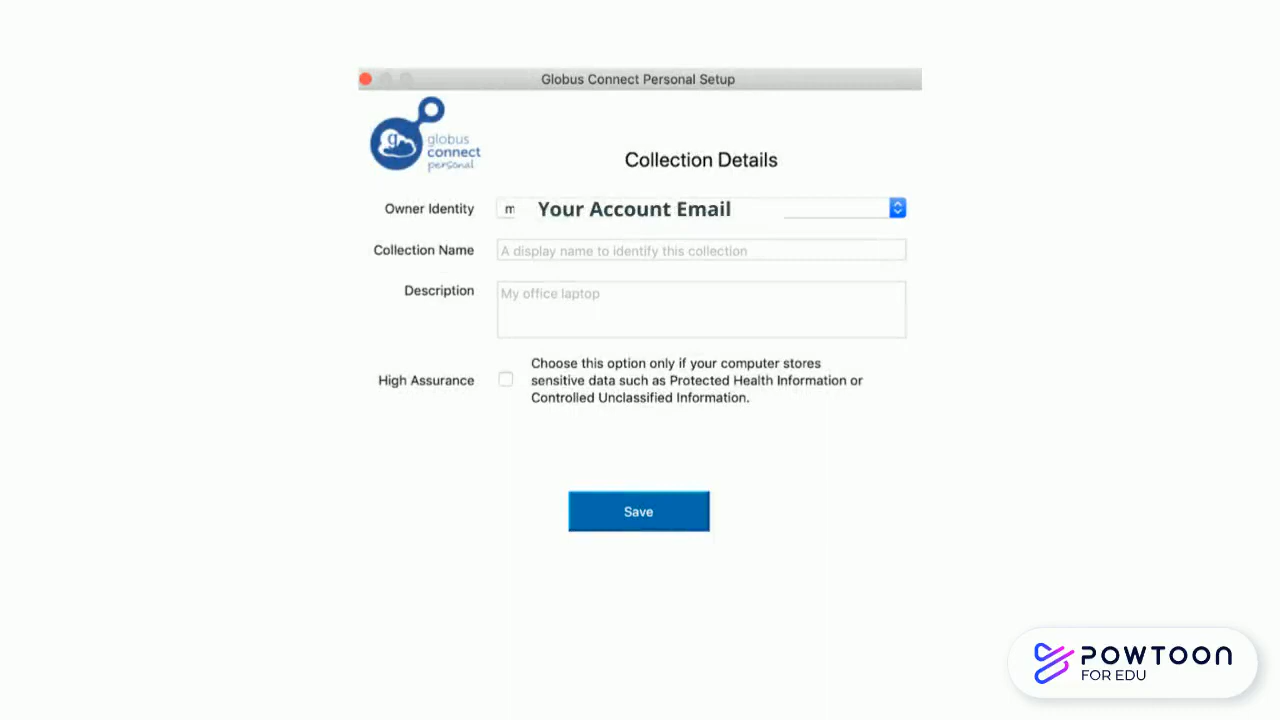 Globus Connect Personal Setup
g
globus
connect
personal
Collection Details
Owner Identity
m
Your Account Email
Collection Name
A display name to identify this collection
Description
My office laptop
High Assurance
Choose this option only if your computer stores
sensitive data such as Protected Health Information or
Controlled Unclassified Information.
Save
POWTOON
FOR EDU